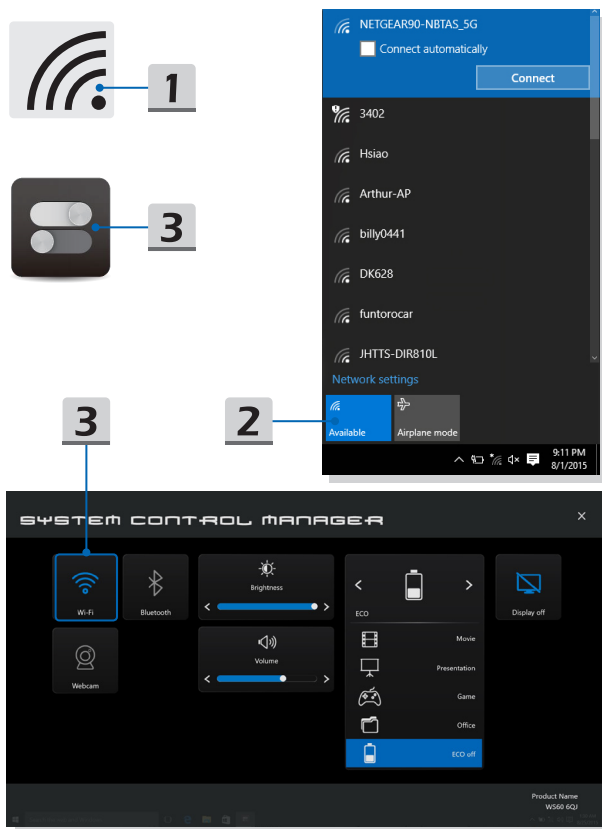 1
3
NETGEAR90-NBTAS_5G
Connect automatically
Connect
3402
Hsiao
Arthur-AP
billy0441
DK628
funtorocar
JHTTS-DIR810L
Network settings
Available
Airplane mode
9:11 PM
8/1/2015
2
3
SYSTEM CONTROL MANAGER
Wi-Fi
Bluetooth
Brightness
ECO
Display off
Webcam
Volume
Movie
Presentation
Game
Office
ECO off
Product Name
WS60 6QJ